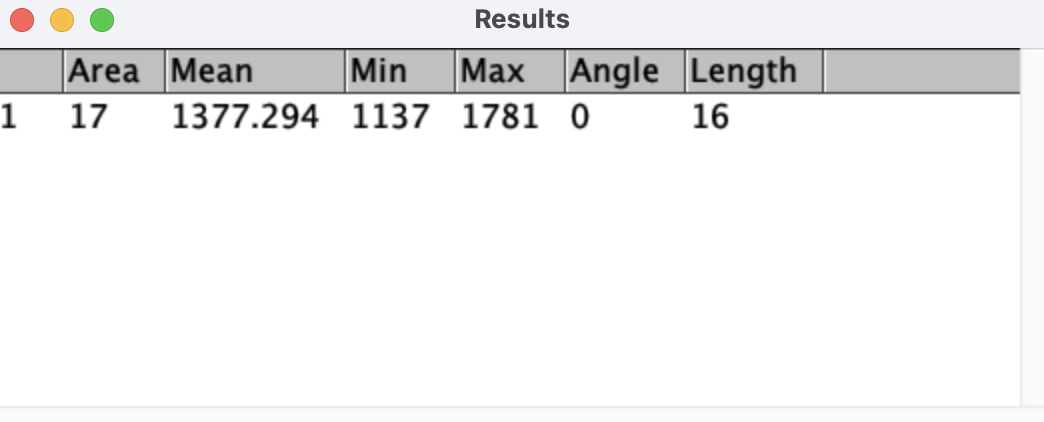 Results
Area Mean Min Max Angle Length
1 17 1377.294 1137 1781 0 16